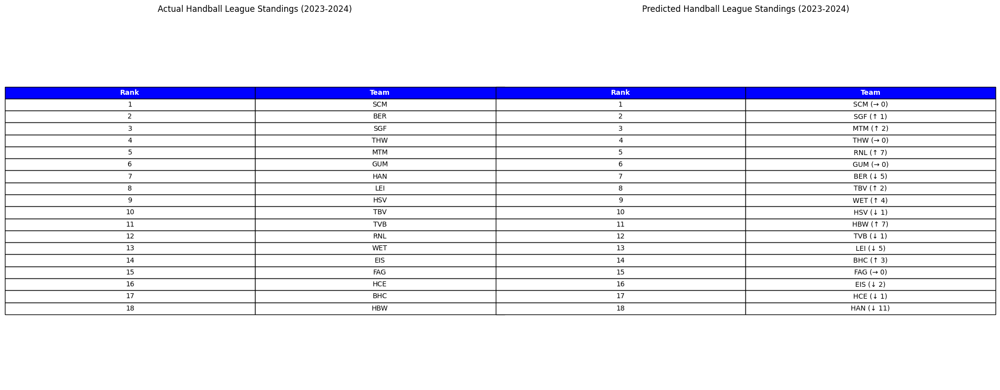 Actual Handball League Standings (2023-2024)
Predicted Handball League Standings (2023-2024)
Rank Team Rank Team
1 SCM 1 SCM (→ 0)
2 BER 2 SGF (↑ 1)
3 SGF 3 MTM (↑ 2)
4 THW 4 THW (→ 0)
5 MTM 5 RNL (↑ 7)
6 GUM 6 GUM (→ 0)
7 HAN 7 BER (↓ 5)
8 LEI 8 TBV (↑ 2)
9 HSV 9 WET (↑ 4)
10 TBV 10 HSV (↓ 1)
11 TVB 11 HBW (↑ 7)
12 RNL 12 TVB (↓ 1)
13 WET 13 LEI (↓ 5)
14 EIS 14 BHC (↑ 3)
15 FAG 15 FAG (→ 0)
16 HCE 16 EIS (↓ 2)
17 BHC 17 HCE (↓ 1)
18 HBW 18 HAN (↓ 11)